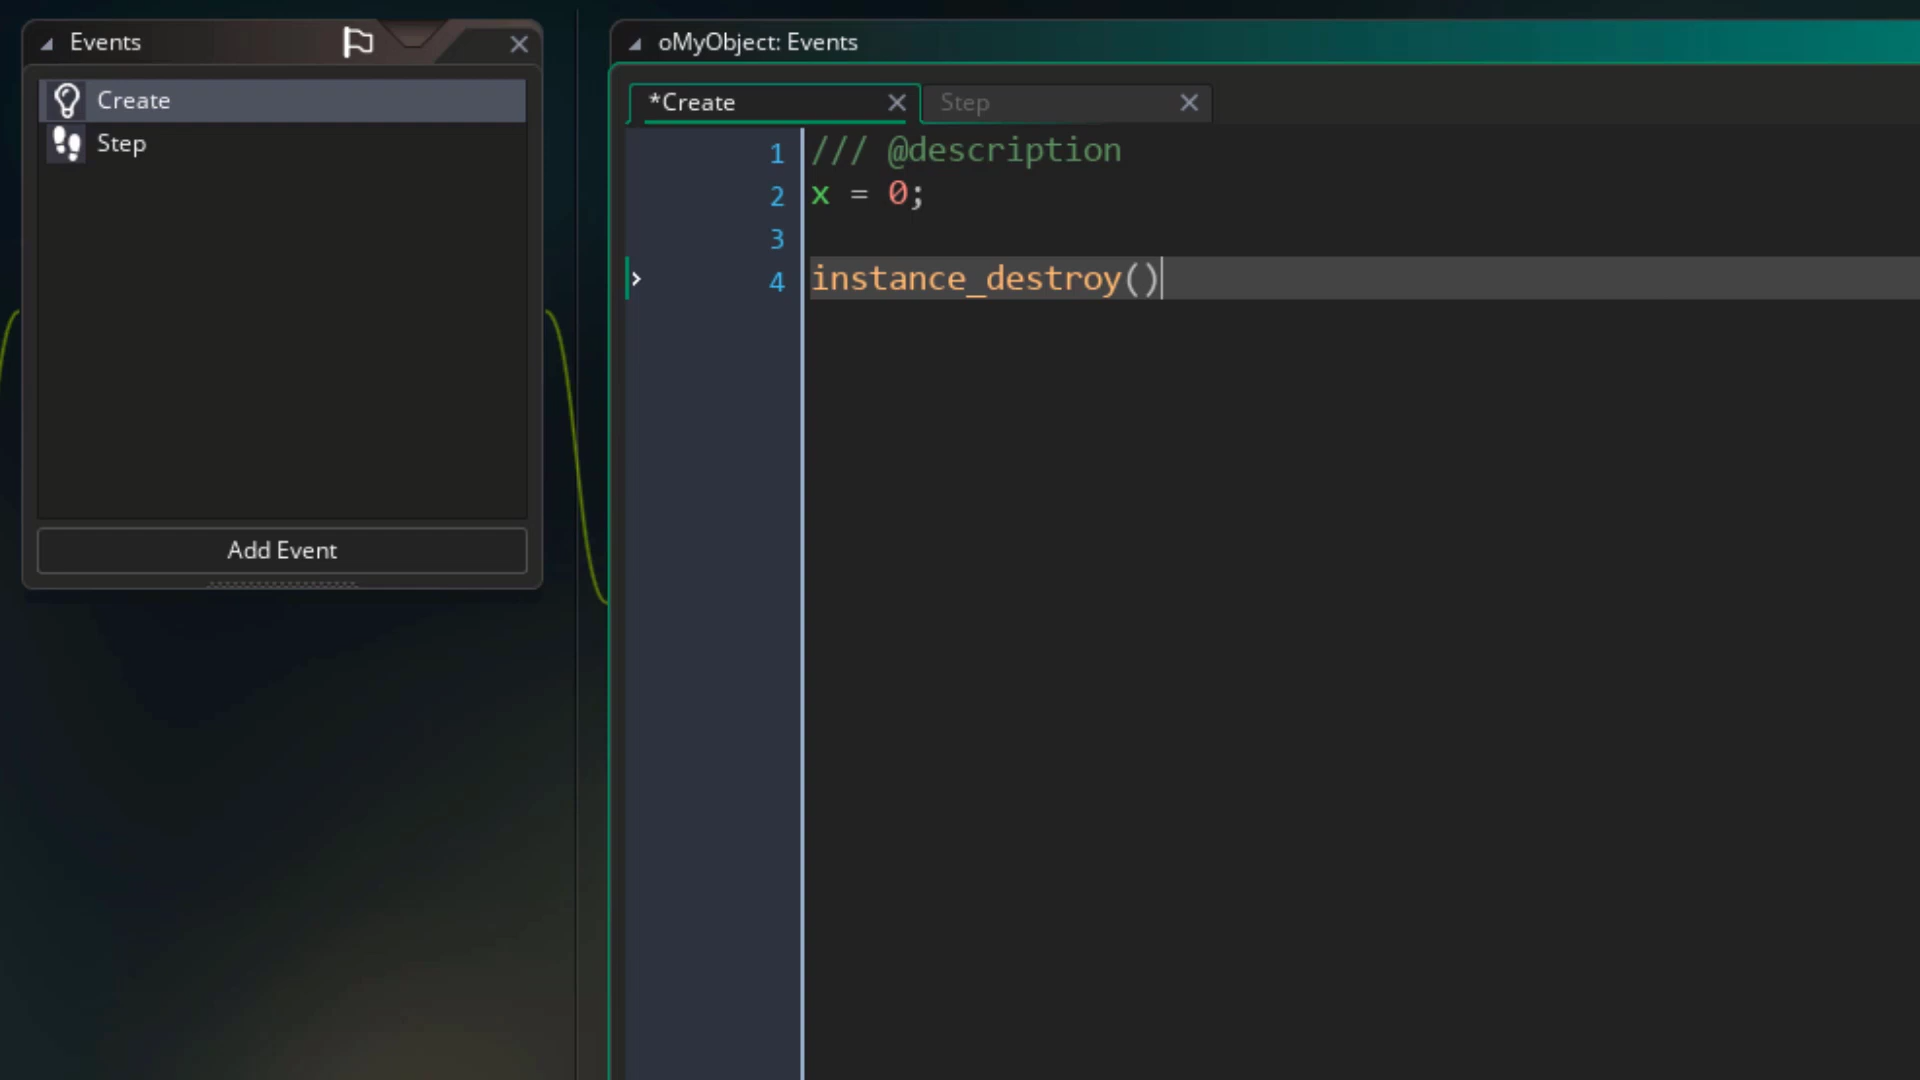 Events
Create
Step
Add Event
oMyObject: Events
*Create
Step
1 /// @description
2 x = 0;
3
4 instance_destroy()